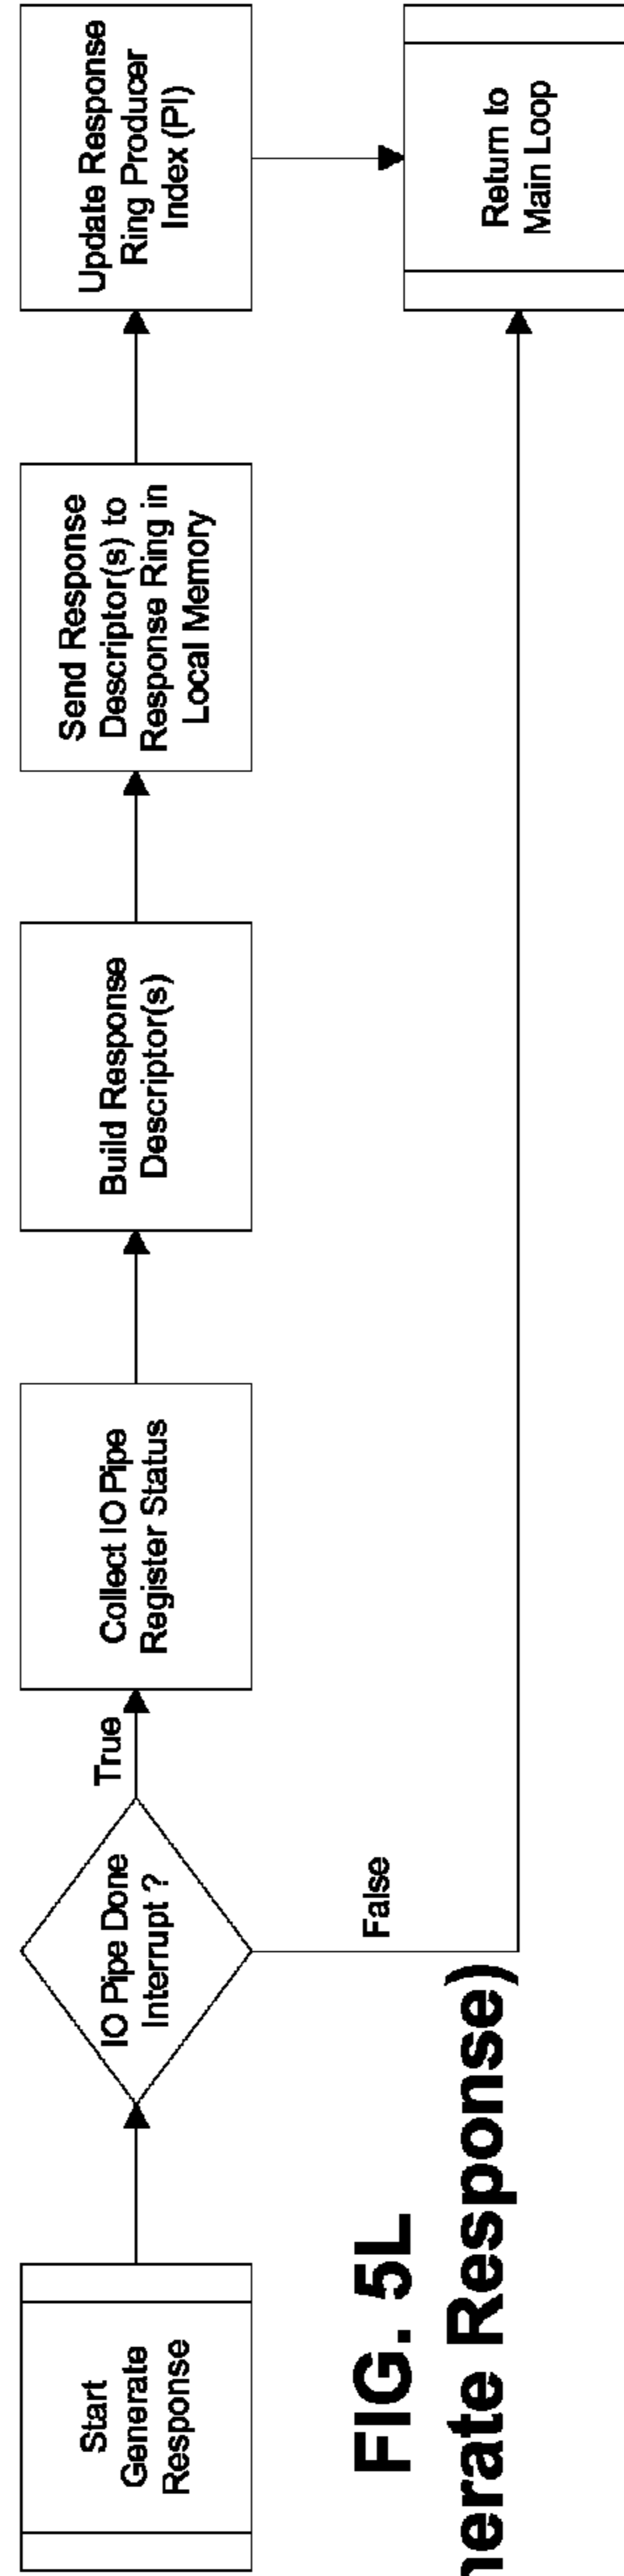 Start
Generate
Response
IO Pipe Done
Interrupt ?
True
False
Collect IO Pipe
Register Status
Build Response
Descriptor(s)
Send Response
Descriptor(s) to
Response Ring in
Local Memory
Update Response
Ring Producer
Index (PI)
Return to
Main Loop
FIG. 5L
nerate Response)